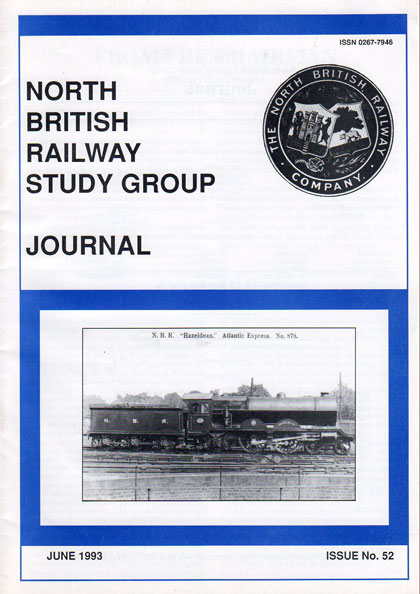 ISSN 0267-7946
NORTH
BRITISH
RAILWAY
STUDY GROUP
JOURNAL
THE NORTH BRITISH RAILWAY
· COMPANY ·
N. B. R. "Hazeldean." Atlantic Express. No. 878.
N. B. R.
JUNE 1993
ISSUE No. 52